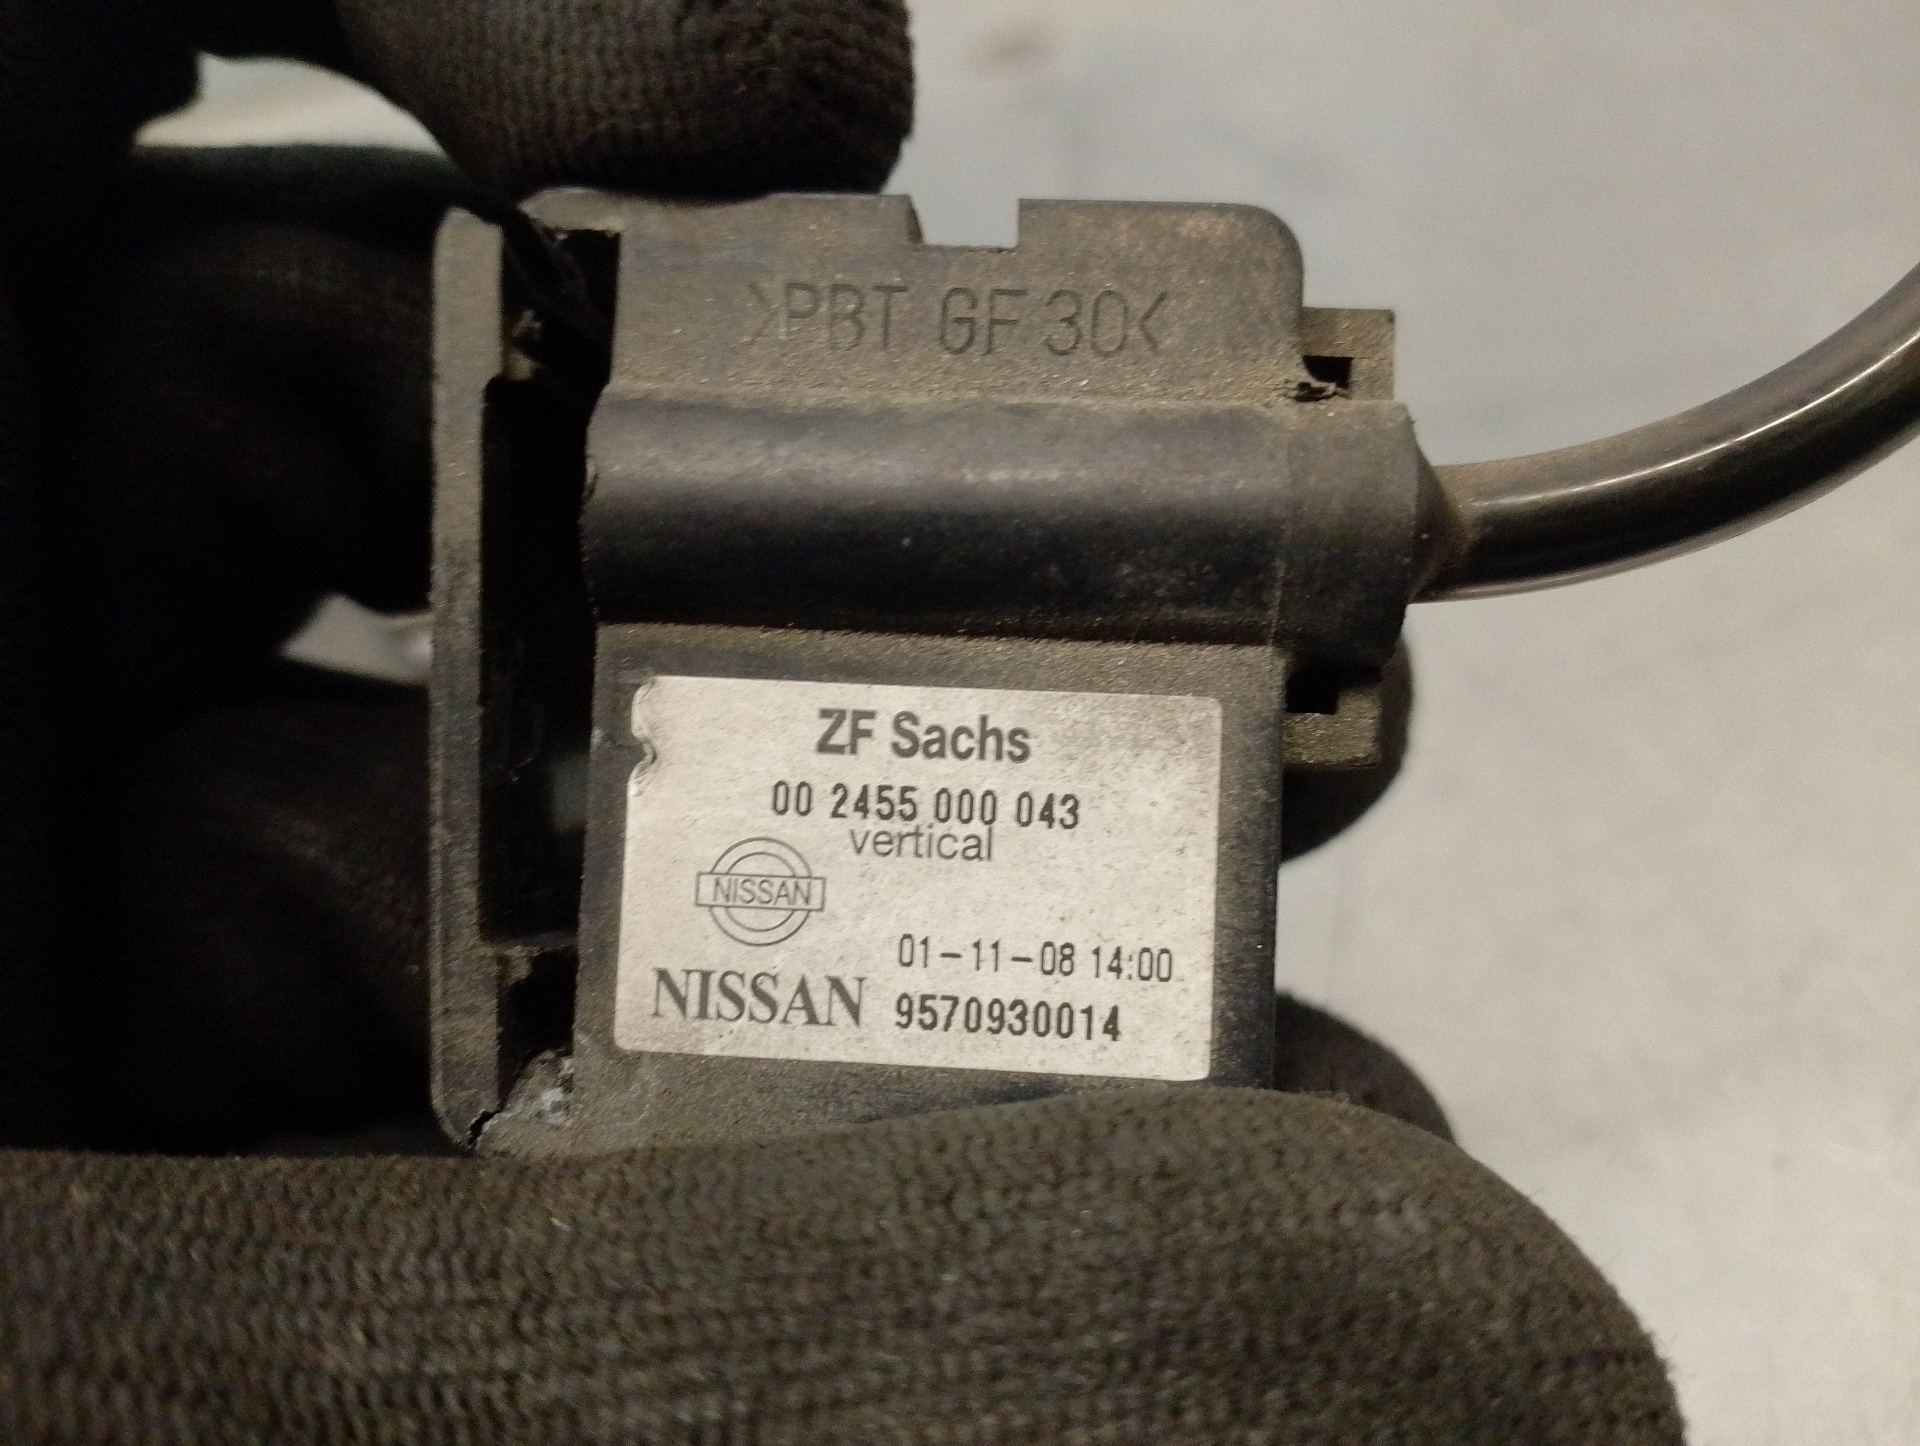 >PBT GF 30<
ZF Sachs
00 2455 000 043
vertical
NISSAN
01-11-08 14:00
NISSAN 9570930014